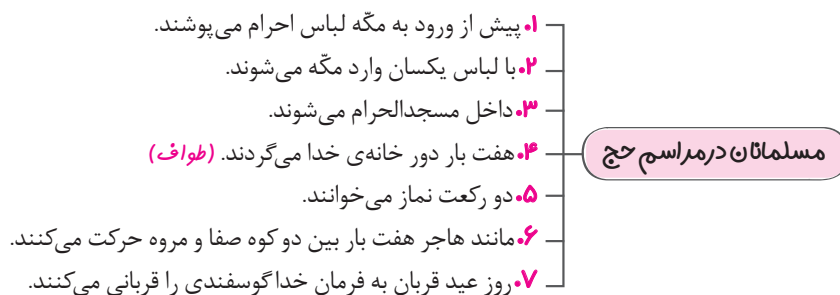 مسلمانان در مراسم حج
۱. پیش از ورود به مکّه لباس احرام می‌پوشند.
۲. با لباس یکسان وارد مکّه می‌شوند.
۳. داخل مسجدالحرام می‌شوند.
۴. هفت بار دور خانه‌ی خدا می‌گردند. (طواف)
۵. دو رکعت نماز می‌خوانند.
۶. مانند هاجر هفت بار بین دو کوه صفا و مروه حرکت می‌کنند.
۷. روز عید قربان به فرمان خدا گوسفندی را قربانی می‌کنند.